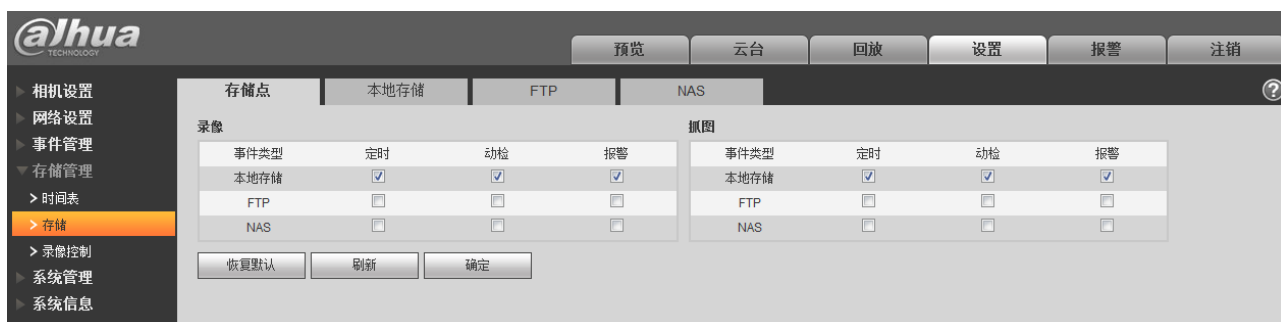 alhua
TECHNOLOGY
预览 云台 回放 设置 报警 注销
相机设置
网络设置
事件管理
存储管理
> 时间表
> 存储
> 录像控制
系统管理
系统信息
存储点 本地存储 FTP NAS
?
录像
事件类型 定时 动检 报警
本地存储
FTP
NAS
抓图
事件类型 定时 动检 报警
本地存储
FTP
NAS
恢复默认 刷新 确定